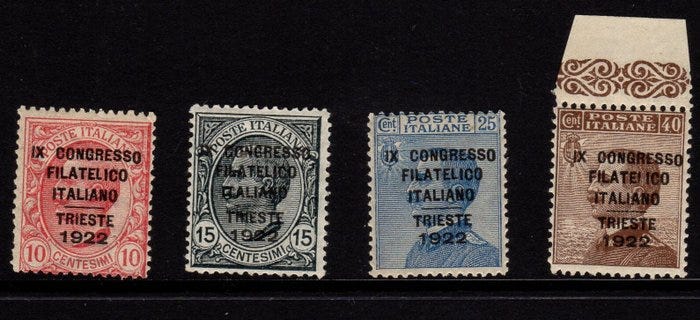 POSTE ITALIANE
IX CONGRESSO
FILATELICO
ITALIANO
TRIESTE
1922
10 CENTESIMI 10
POSTE ITALIANE
IX CONGRESSO
FILATELICO
ITALIANO
TRIESTE
1922
15 CENTESIMI 15
Cent POSTE 25
ITALIANE
IX CONGRESSO
FILATELICO
ITALIANO
TRIESTE
1922
Cent POSTE 40
ITALIANE
IX CONGRESSO
FILATELICO
ITALIANO
TRIESTE
1922